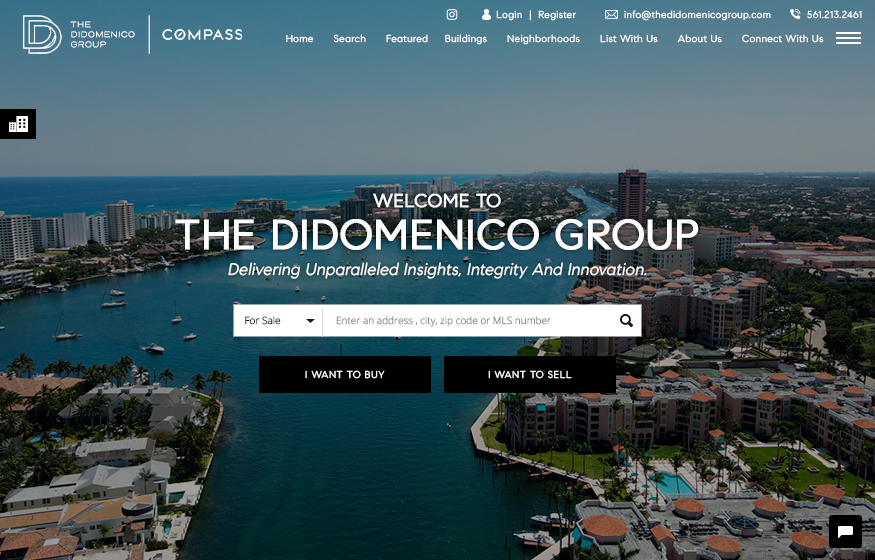 THE
DIDOMENICO
GROUP
COMPASS
Login | Register
info@thedidomenicogroup.com
561.213.2461
Home Search Featured Buildings Neighborhoods List With Us About Us Connect With Us
WELCOME TO
THE DIDOMENICO GROUP
Delivering Unparalleled Insights, Integrity And Innovation.
For Sale
Enter an address , city, zip code or MLS number
I WANT TO BUY
I WANT TO SELL